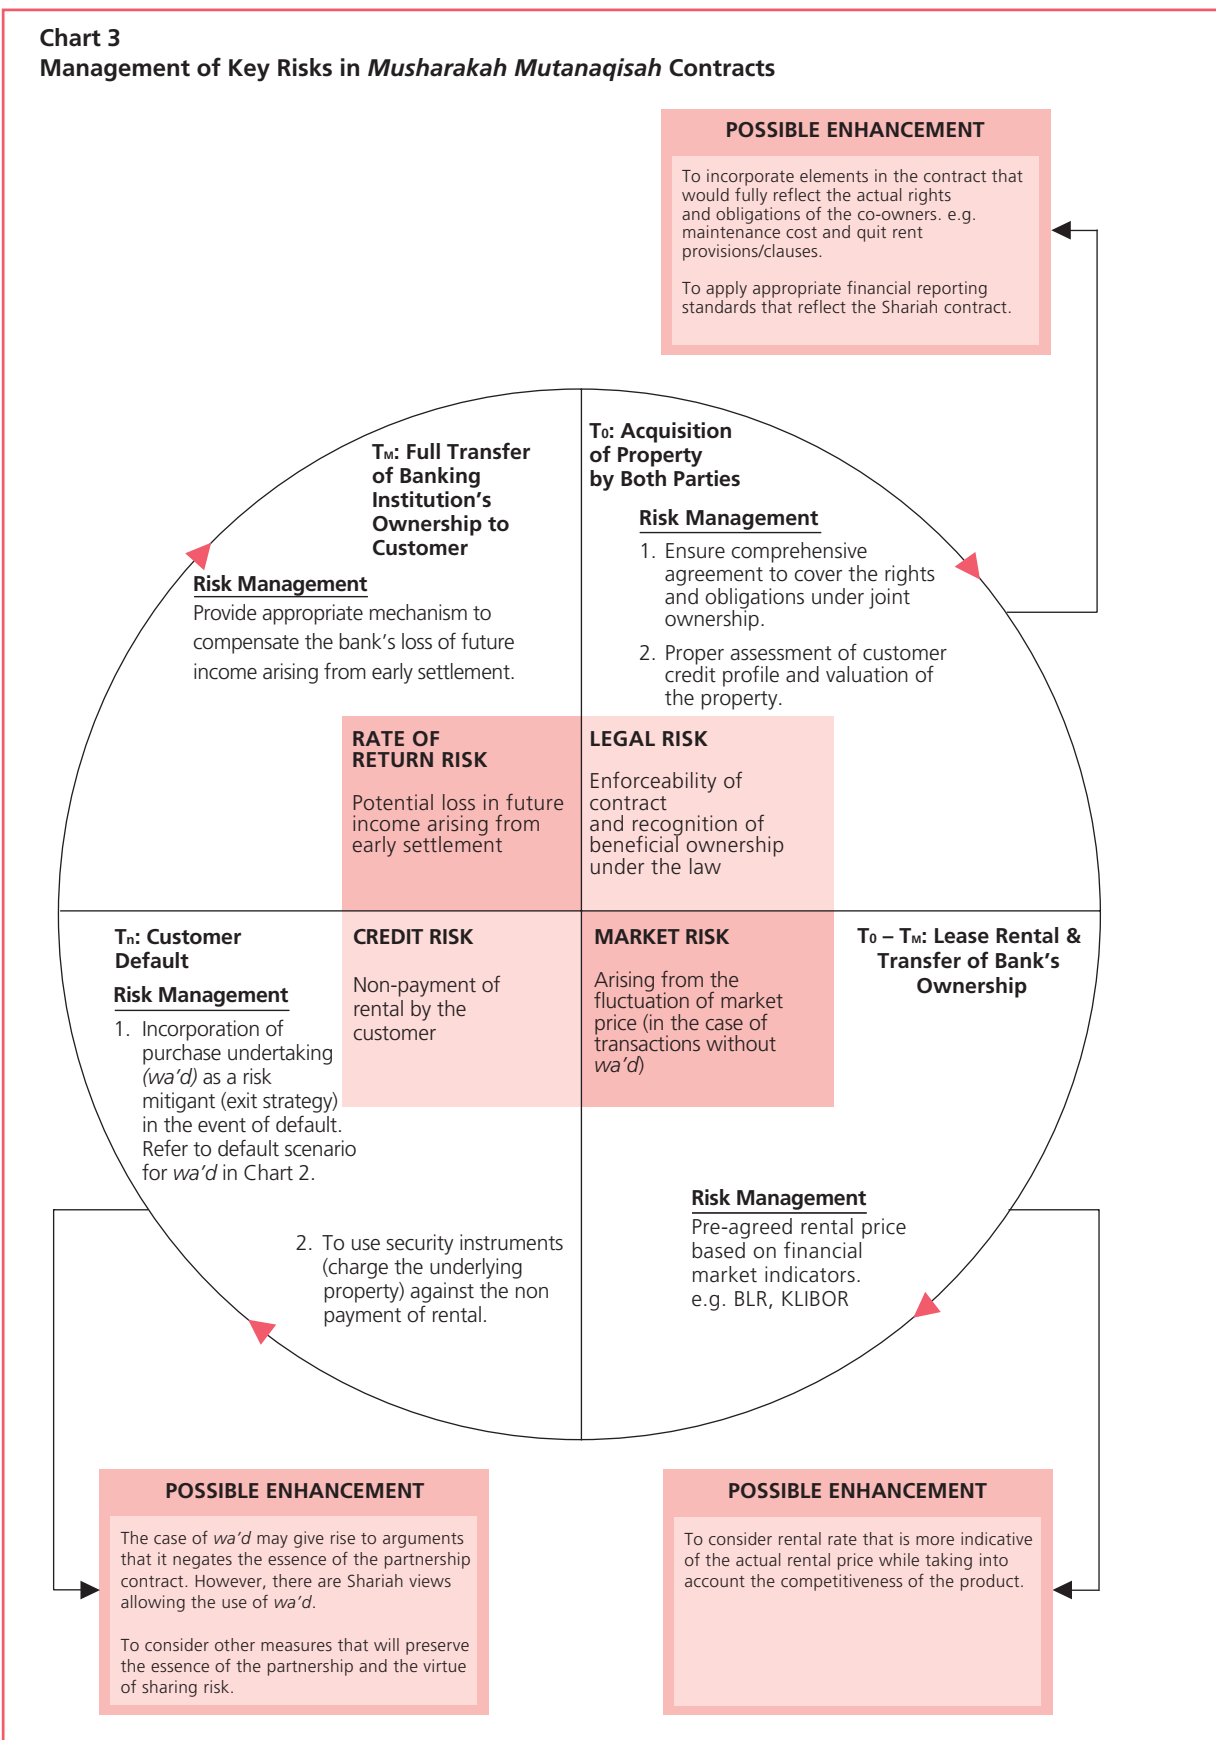 Chart 3
Management of Key Risks in Musharakah Mutanaqisah Contracts
POSSIBLE ENHANCEMENT
To incorporate elements in the contract that
would fully reflect the actual rights
and obligations of the co-owners. e.g.
maintenance cost and quit rent
provisions/clauses.
To apply appropriate financial reporting
standards that reflect the Shariah contract.
TM: Full Transfer
of Banking
Institution’s
Ownership to
Customer
Risk Management
Provide appropriate mechanism to
compensate the bank’s loss of future
income arising from early settlement.
T0: Acquisition
of Property
by Both Parties
Risk Management
1. Ensure comprehensive
agreement to cover the rights
and obligations under joint
ownership.
2. Proper assessment of customer
credit profile and valuation of
the property.
RATE OF
RETURN RISK
Potential loss in future
income arising from
early settlement
LEGAL RISK
Enforceability of
contract
and recognition of
beneficial ownership
under the law
Tn: Customer
Default
Risk Management
1. Incorporation of
purchase undertaking
(wa’d) as a risk
mitigant (exit strategy)
in the event of default.
Refer to default scenario
for wa’d in Chart 2.
2. To use security instruments
(charge the underlying
property) against the non
payment of rental.
CREDIT RISK
Non-payment of
rental by the
customer
MARKET RISK
Arising from the
fluctuation of market
price (in the case of
transactions without
wa’d)
T0 – TM: Lease Rental &
Transfer of Bank’s
Ownership
Risk Management
Pre-agreed rental price
based on financial
market indicators.
e.g. BLR, KLIBOR
POSSIBLE ENHANCEMENT
The case of wa’d may give rise to arguments
that it negates the essence of the partnership
contract. However, there are Shariah views
allowing the use of wa’d.
To consider other measures that will preserve
the essence of the partnership and the virtue
of sharing risk.
POSSIBLE ENHANCEMENT
To consider rental rate that is more indicative
of the actual rental price while taking into
account the competitiveness of the product.